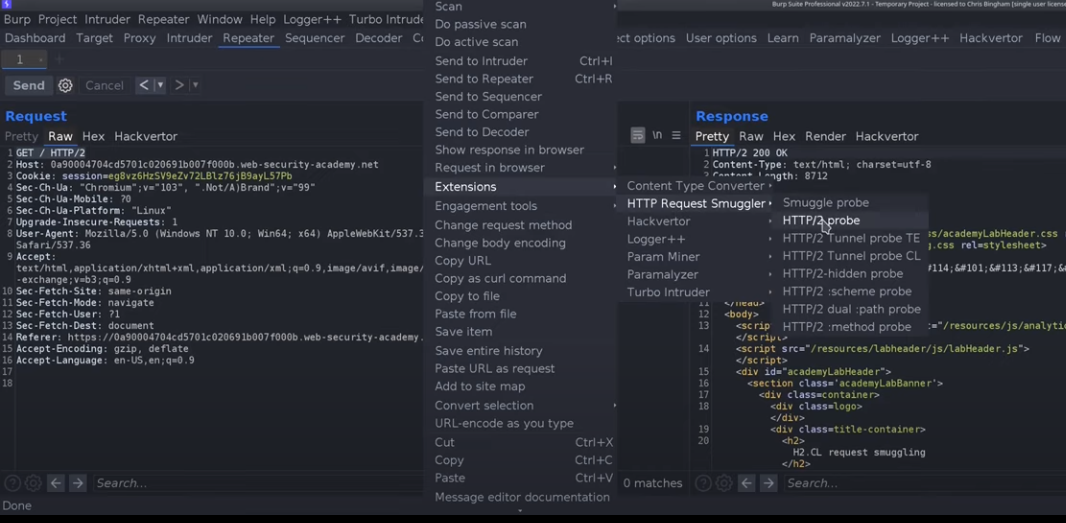 Burp Suite Professional v2022.7.1 - Temporary Project - licensed to Chris Bingham [single user license
Burp Project Intruder Repeater Window Help Logger++ Turbo Intrude
Dashboard Target Proxy Intruder Repeater Sequencer Decoder Co
ect options User options Learn Paramalyzer Logger++ Hackvertor Flow
1
Send Cancel
Request
Pretty Raw Hex Hackvertor
1 GET / HTTP/2
2 Host: 0a90004704cd5701c020691b007f000b.web-security-academy.net
3 Cookie: session=eg8vz6HzSV9eZv72LBlz76jB9ayL57Pb
4 Sec-Ch-Ua: "Chromium";v="103", ".Not/A)Brand";v="99"
5 Sec-Ch-Ua-Mobile: ?0
6 Sec-Ch-Ua-Platform: "Linux"
7 Upgrade-Insecure-Requests: 1
8 User-Agent: Mozilla/5.0 (Windows NT 10.0; Win64; x64) AppleWebKit/537.3
Safari/537.36
9 Accept:
text/html,application/xhtml+xml,application/xml;q=0.9,image/avif,image/
-exchange;v=b3;q=0.9
10 Sec-Fetch-Site: same-origin
11 Sec-Fetch-Mode: navigate
12 Sec-Fetch-User: ?1
13 Sec-Fetch-Dest: document
14 Referer: https://0a90004704cd5701c020691b007f000b.web-security-academy.
15 Accept-Encoding: gzip, deflate
16 Accept-Language: en-US,en;q=0.9
17
18
Search...
0 matches
Done
Scan
Do passive scan
Do active scan
Send to Intruder Ctrl+I
Send to Repeater Ctrl+R
Send to Sequencer
Send to Comparer
Send to Decoder
Show response in browser
Request in browser
Extensions
Engagement tools
Change request method
Change body encoding
Copy URL
Copy as curl command
Copy to file
Paste from file
Save item
Save entire history
Paste URL as request
Add to site map
Convert selection
URL-encode as you type
Cut Ctrl+X
Copy Ctrl+C
Paste Ctrl+V
Message editor documentation
Content Type Converter
HTTP Request Smuggler
Hackvertor
Logger++
Param Miner
Paramalyzer
Turbo Intruder
Smuggle probe
HTTP/2 probe
HTTP/2 Tunnel probe TE
HTTP/2 Tunnel probe CL
HTTP/2-hidden probe
HTTP/2 :scheme probe
HTTP/2 dual :path probe
HTTP/2 :method probe
\n
Response
Pretty Raw Hex Render Hackvertor
1 HTTP/2 200 OK
2 Content-Type: text/html; charset=utf-8
3 Content-Length: 8712
s/academyLabHeader.css
g.css rel=stylesheet>
#114;&#101;&#113;&#117;&
11 </head>
12 <body>
13 <scrip ="/resources/js/analytic
</script>
14 <script src="/resources/labheader/js/labHeader.js">
</script>
15 <div id="academyLabHeader">
16 <section class='academyLabBanner'>
17 <div class=container>
18 <div class=logo>
</div>
19 <div class=title-container>
20 <h2>
H2.CL request smuggling
</h2>
Search...